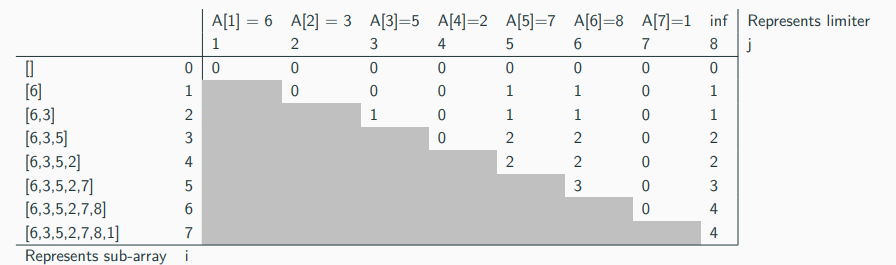 A[1] = 6 A[2] = 3 A[3]=5 A[4]=2 A[5]=7 A[6]=8 A[7]=1 inf Represents limiter
1 2 3 4 5 6 7 8 j
[] 0 0 0 0 0 0 0 0 0
[6] 1 0 0 0 1 1 0 1
[6,3] 2 1 0 1 1 0 1
[6,3,5] 3 0 2 2 0 2
[6,3,5,2] 4 2 2 0 2
[6,3,5,2,7] 5 3 0 3
[6,3,5,2,7,8] 6 0 4
[6,3,5,2,7,8,1] 7 4
Represents sub-array i